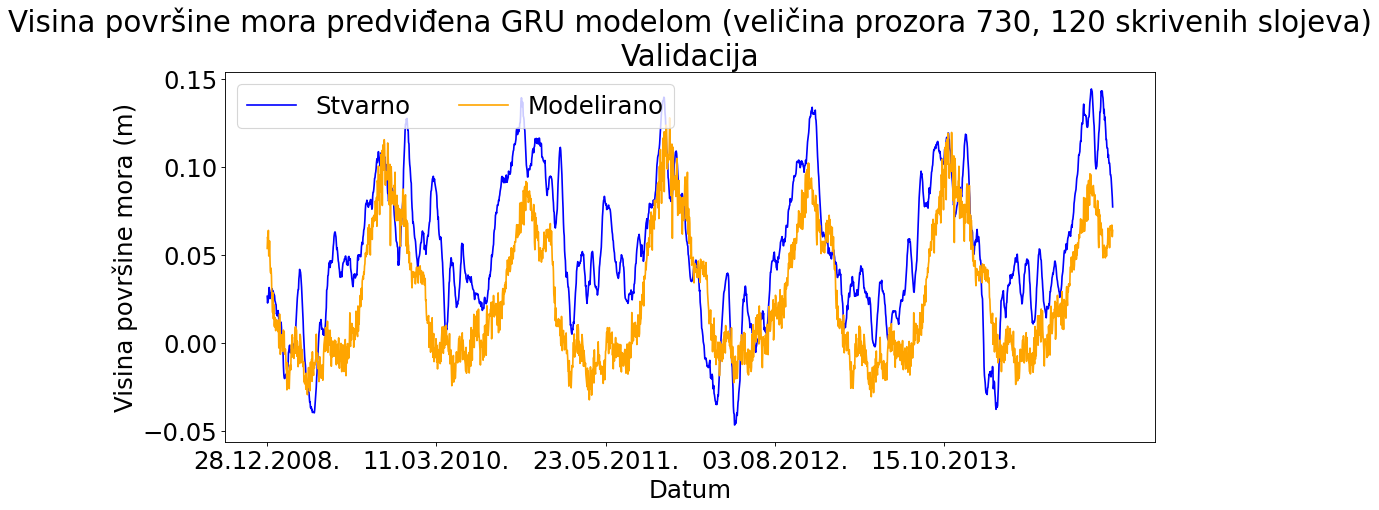 Visina površine mora predviđena GRU modelom (veličina prozora 730, 120 skrivenih slojeva)
Validacija
Stvarno Modelirano
0.15
0.10
0.05
0.00
−0.05
Visina površine mora (m)
28.12.2008. 11.03.2010. 23.05.2011. 03.08.2012. 15.10.2013.
Datum